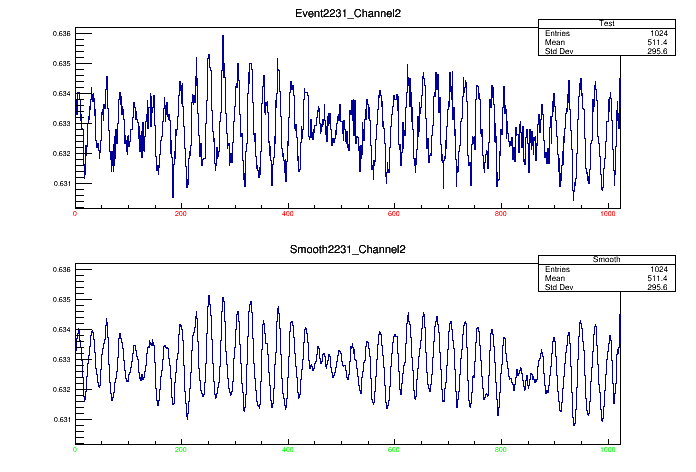 Event2231_Channel2
Test
Entries 1024
Mean 511.4
Std Dev 295.6
0.636
0.635
0.634
0.633
0.632
0.631
0 200 400 600 800 1000
Smooth2231_Channel2
Smooth
Entries 1024
Mean 511.4
Std Dev 295.6
0.636
0.635
0.634
0.633
0.632
0.631
0 200 400 600 800 1000